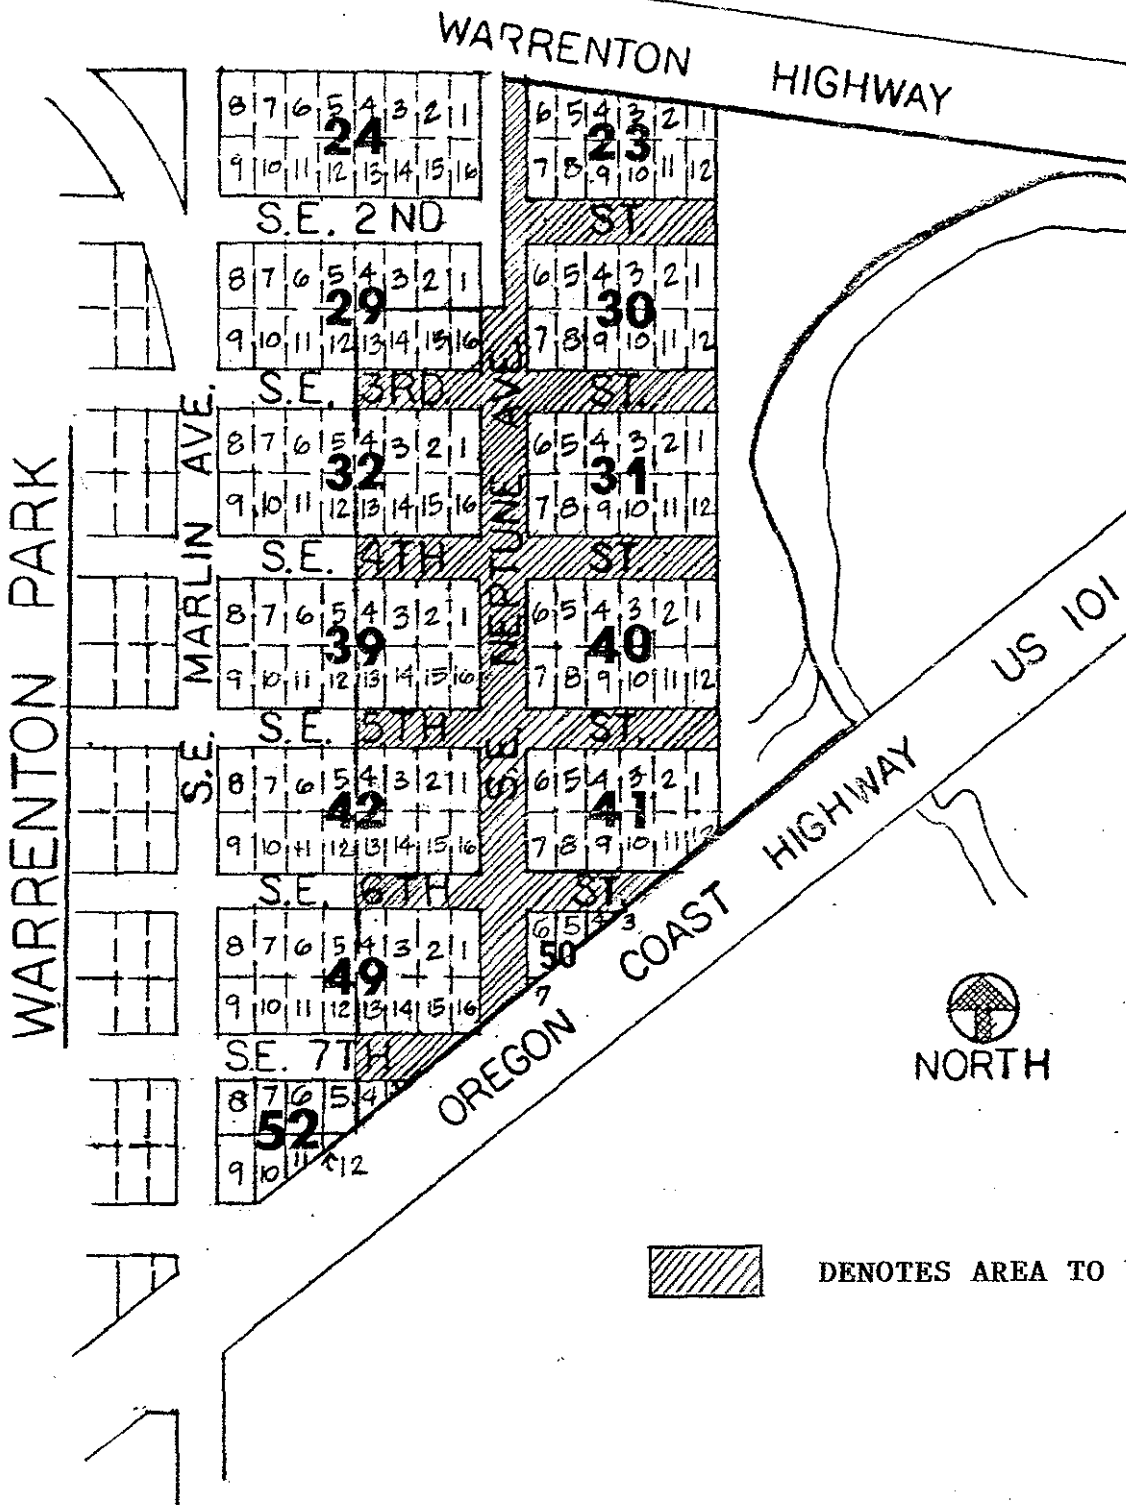 WARRENTON HIGHWAY
8 7 6 5 4 3 2 1
24
9 10 11 12 13 14 15 16
6 5 4 3 2 1
23
7 8 9 10 11 12
S.E. 2ND ST
8 7 6 5 4 3 2 1
29
9 10 11 12 13 14 15 16
6 5 4 3 2 1
30
7 8 9 10 11 12
S.E. 3RD. ST.
8 7 6 5 4 3 2 1
32
9 10 11 12 13 14 15 16
6 5 4 3 2 1
31
7 8 9 10 11 12
S.E. 4TH ST.
8 7 6 5 4 3 2 1
39
9 10 11 12 13 14 15 16
6 5 4 3 2 1
40
7 8 9 10 11 12
S.E. 5TH ST.
8 7 6 5 4 3 2 1
42
9 10 11 12 13 14 15 16
6 5 4 3 2 1
41
7 8 9 10 11 12
S.E. 6TH ST
8 7 6 5 4 3 2 1
49
9 10 11 12 13 14 15 16
6 5 4 3
50
7
S.E. 7TH
8 7 6 5 4
52
9 10 11 12
WARRENTON PARK
S.E. MARLIN AVE.
S.E. NEPTUNE AVE.
OREGON COAST HIGHWAY US 101
NORTH
DENOTES AREA TO